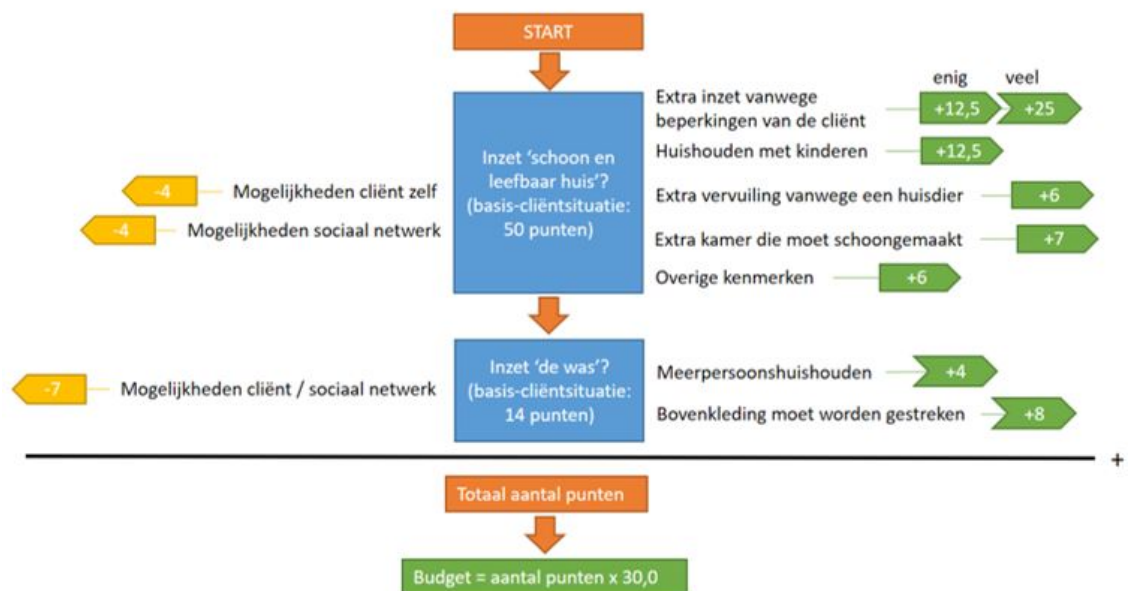 START
enig veel
Extra inzet vanwege
beperkingen van de cliënt
+12,5
+25
Huishouden met kinderen
+12,5
Inzet ‘schoon en
leefbaar huis’?
(basis-cliëntsituatie:
50 punten)
-4
Mogelijkheden cliënt zelf
-4
Mogelijkheden sociaal netwerk
Extra vervuiling vanwege een huisdier
+6
Extra kamer die moet schoongemaakt
+7
Overige kenmerken
+6
Inzet ‘de was’?
(basis-cliëntsituatie:
14 punten)
-7
Mogelijkheden cliënt / sociaal netwerk
Meerpersoonshuishouden
+4
Bovenkleding moet worden gestreken
+8
+
Totaal aantal punten
Budget = aantal punten x 30,0